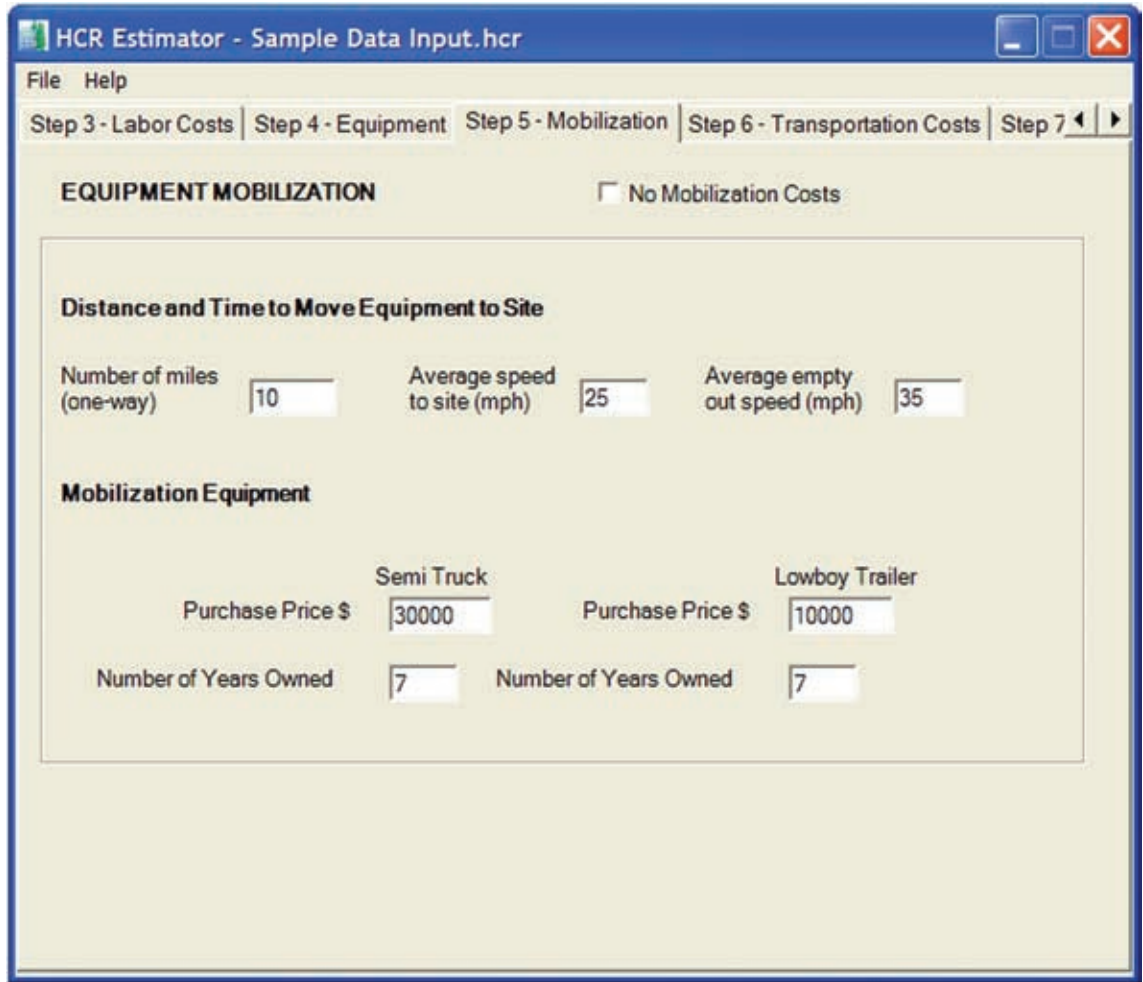 HCR Estimator - Sample Data Input.hcr
File Help
Step 3 - Labor Costs Step 4 - Equipment Step 5 - Mobilization Step 6 - Transportation Costs Step 7
EQUIPMENT MOBILIZATION No Mobilization Costs
Distance and Time to Move Equipment to Site
Number of miles (one-way) 10 Average speed to site (mph) 25 Average empty out speed (mph) 35
Mobilization Equipment
Semi Truck Lowboy Trailer
Purchase Price $ 30000 Purchase Price $ 10000
Number of Years Owned 7 Number of Years Owned 7